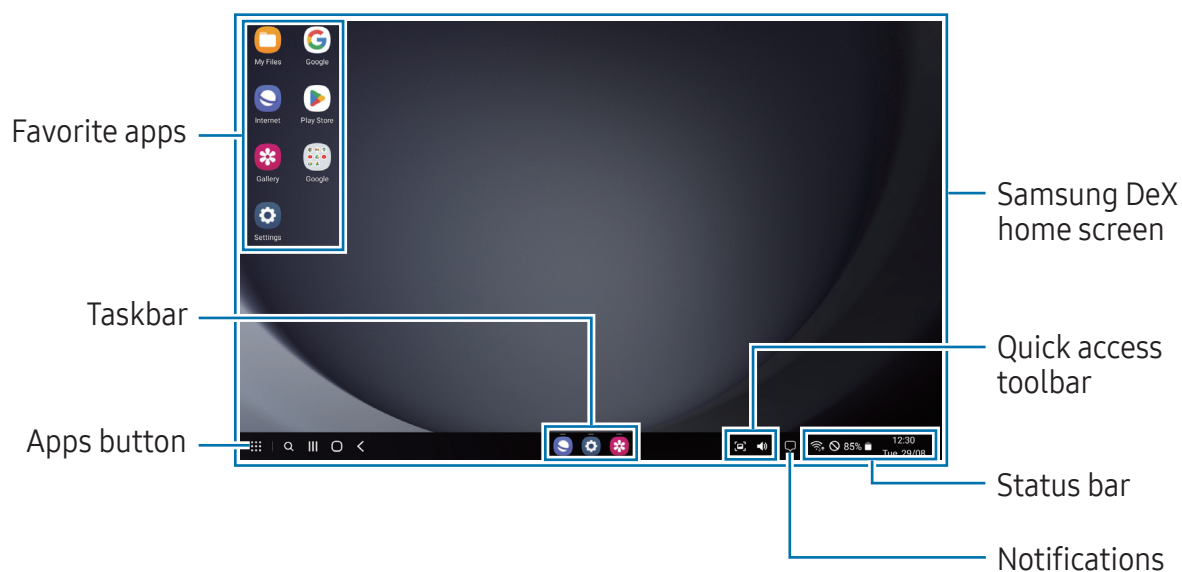 My Files
Google
Internet
Play Store
Favorite apps
Gallery
Google
Samsung DeX
home screen
Settings
Taskbar
Quick access
toolbar
Apps button
85%
12:30
Tue, 29/08
Status bar
Notifications